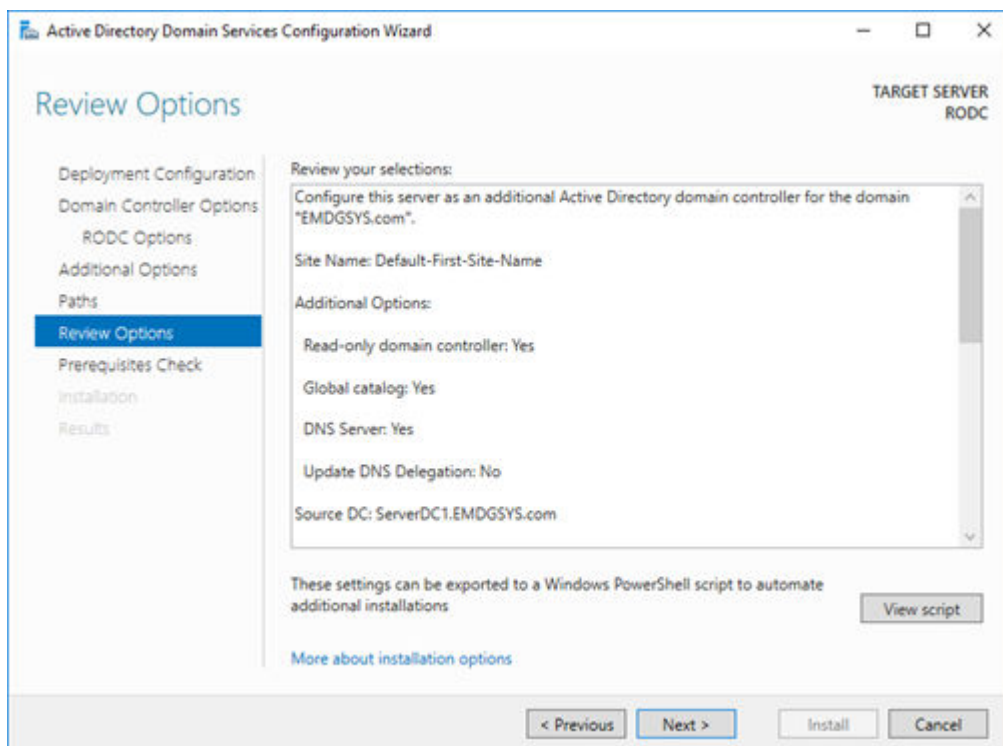 Active Directory Domain Services Configuration Wizard
Review Options
TARGET SERVER
RODC
Deployment Configuration
Domain Controller Options
RODC Options
Additional Options
Paths
Review Options
Prerequisites Check
Installation
Results
Review your selections:
Configure this server as an additional Active Directory domain controller for the domain
"EMDGSYS.com".
Site Name: Default-First-Site-Name
Additional Options:
Read-only domain controller: Yes
Global catalog: Yes
DNS Server: Yes
Update DNS Delegation: No
Source DC: ServerDC1.EMDGSYS.com
These settings can be exported to a Windows PowerShell script to automate
additional installations
View script
More about installation options
< Previous
Next >
Install
Cancel